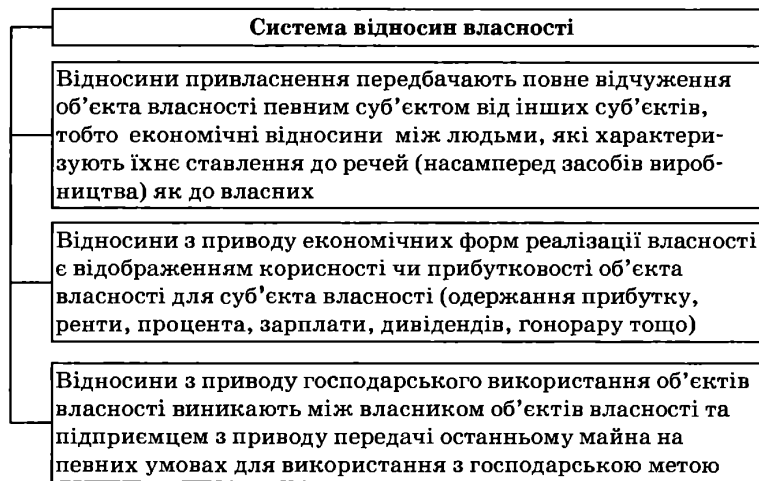 Система відносин власності
Відносини привласнення передбачають повне відчуження
об’єкта власності певним суб’єктом від інших суб’єктів,
тобто економічні відносини між людьми, які характери-
зують їхнє ставлення до речей (насамперед засобів вироб-
ництва) як до власних
Відносини з приводу економічних форм реалізації власності
є відображенням корисності чи прибутковості об’єкта
власності для суб’єкта власності (одержання прибутку,
ренти, процента, зарплати, дивідендів, гонорару тощо)
Відносини з приводу господарського використання об’єктів
власності виникають між власником об’єктів власності та
підприємцем з приводу передачі останньому майна на
певних умовах для використання з господарською метою